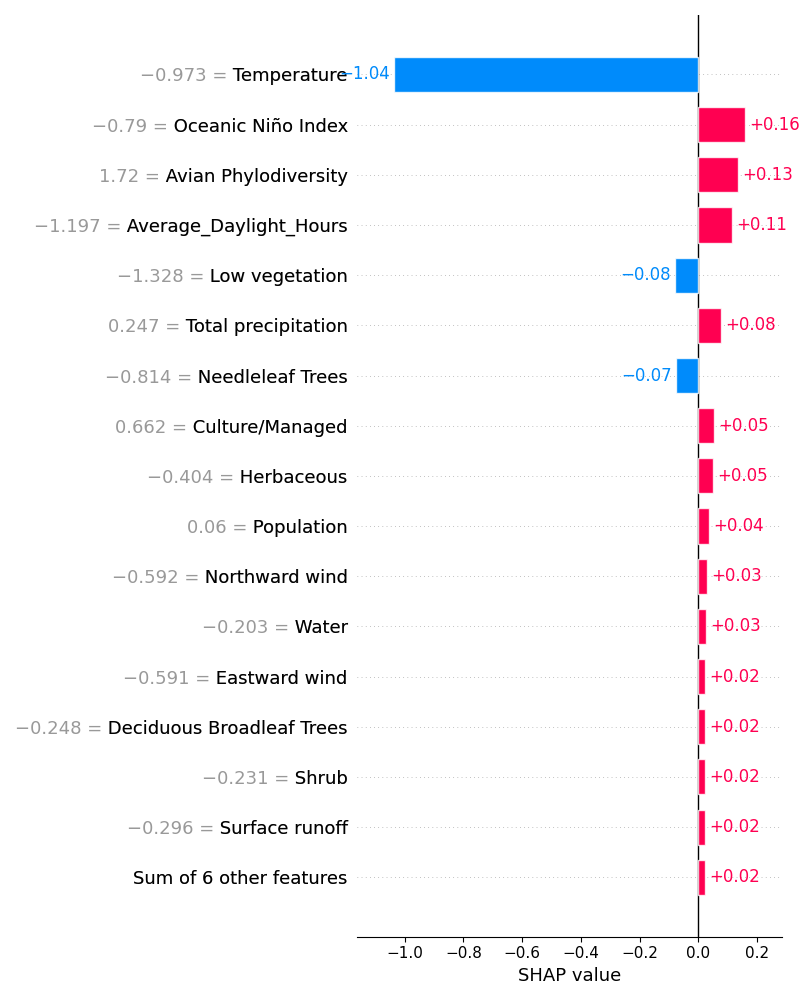 −0.973 = Temperature −1.04
−0.79 = Oceanic Niño Index +0.16
1.72 = Avian Phylodiversity +0.13
−1.197 = Average_Daylight_Hours +0.11
−1.328 = Low vegetation −0.08
0.247 = Total precipitation +0.08
−0.814 = Needleleaf Trees −0.07
0.662 = Culture/Managed +0.05
−0.404 = Herbaceous +0.05
0.06 = Population +0.04
−0.592 = Northward wind +0.03
−0.203 = Water +0.03
−0.591 = Eastward wind +0.02
−0.248 = Deciduous Broadleaf Trees +0.02
−0.231 = Shrub +0.02
−0.296 = Surface runoff +0.02
Sum of 6 other features +0.02
−1.0 −0.8 −0.6 −0.4 −0.2 0.0 0.2
SHAP value